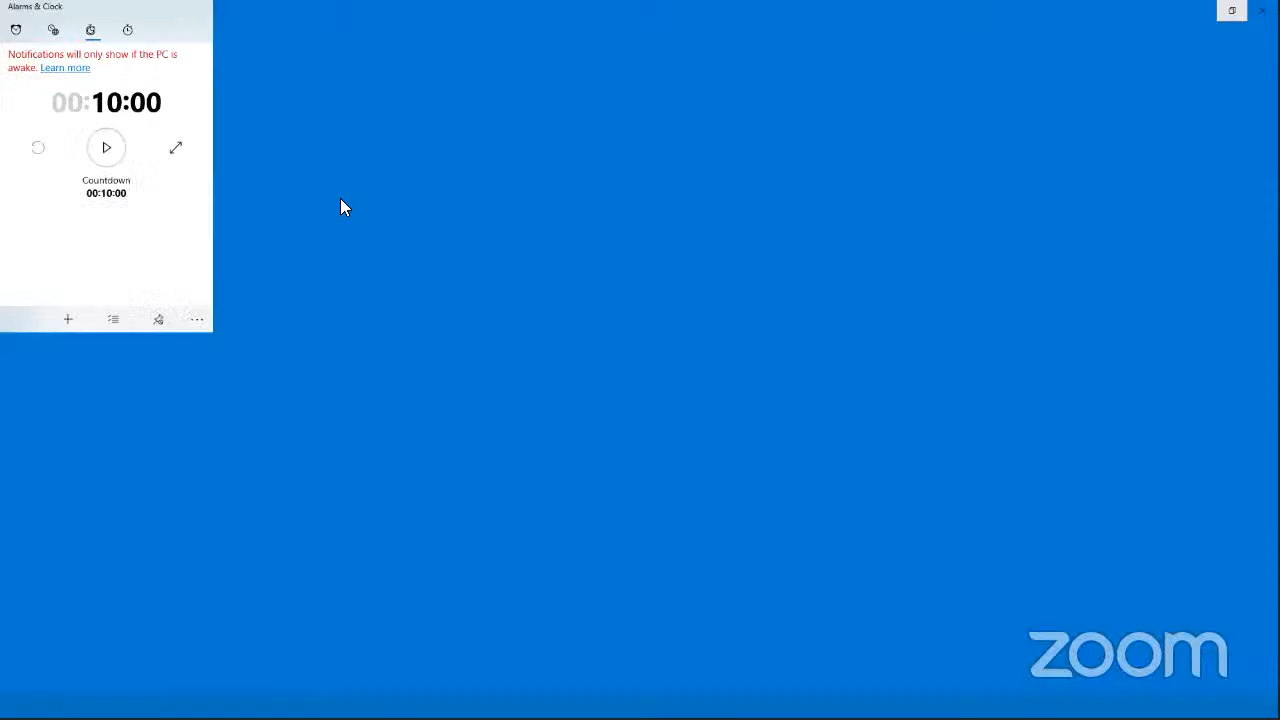 Alarms & Clock
Notifications will only show if the PC is
awake. Learn more
00:10:00
Countdown
00:10:00
zoom